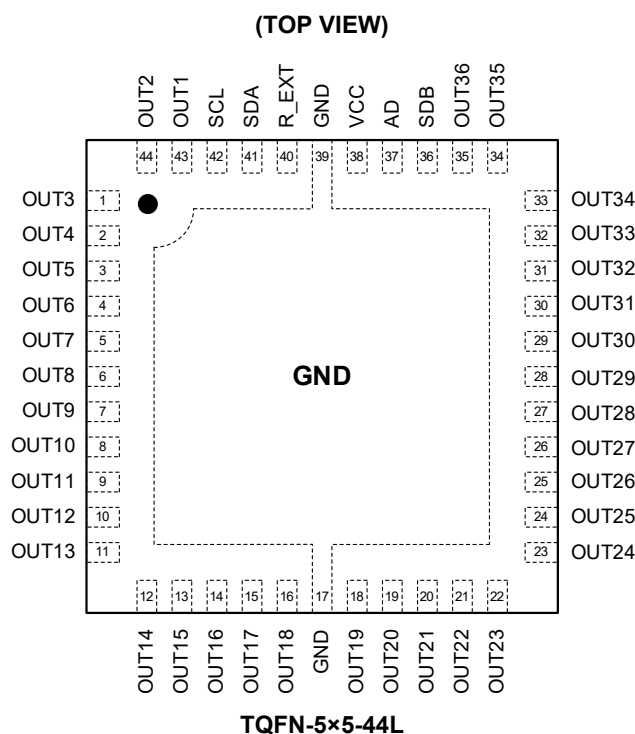 (TOP VIEW)
OUT2
OUT1
SCL
SDA
R_EXT
GND
VCC
AD
SDB
OUT36
OUT35
44
43
42
41
40
39
38
37
36
35
34
OUT3 1
OUT4 2
OUT5 3
OUT6 4
OUT7 5
OUT8 6
OUT9 7
OUT10 8
OUT11 9
OUT12 10
OUT13 11
GND
33 OUT34
32 OUT33
31 OUT32
30 OUT31
29 OUT30
28 OUT29
27 OUT28
26 OUT27
25 OUT26
24 OUT25
23 OUT24
12
13
14
15
16
17
18
19
20
21
22
OUT14
OUT15
OUT16
OUT17
OUT18
GND
OUT19
OUT20
OUT21
OUT22
OUT23
TQFN-5×5-44L